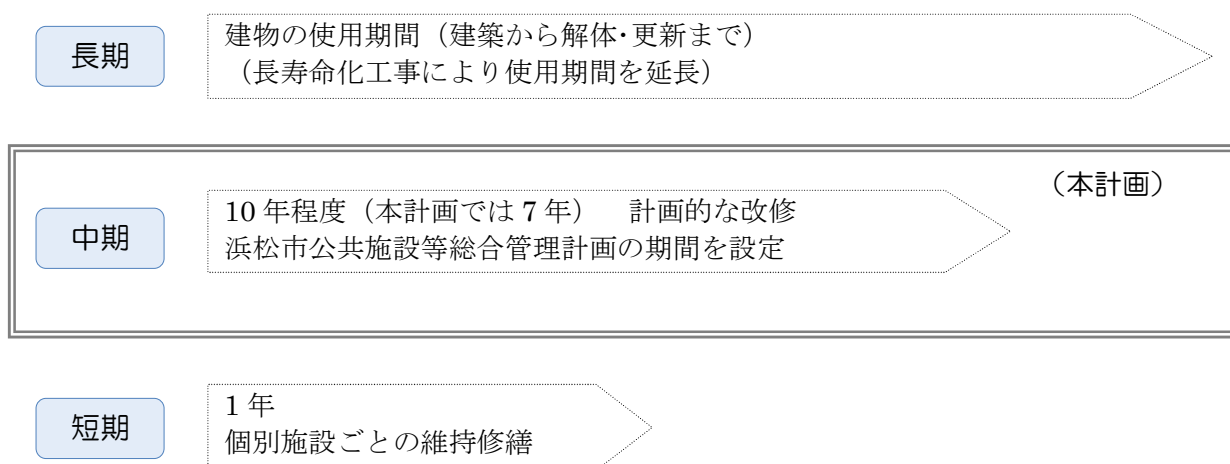 長期
建物の使用期間（建築から解体･更新まで）
（長寿命化工事により使用期間を延長）
（本計画）
中期
10 年程度（本計画では 7 年）　計画的な改修
浜松市公共施設等総合管理計画の期間を設定
短期
1 年
個別施設ごとの維持修繕